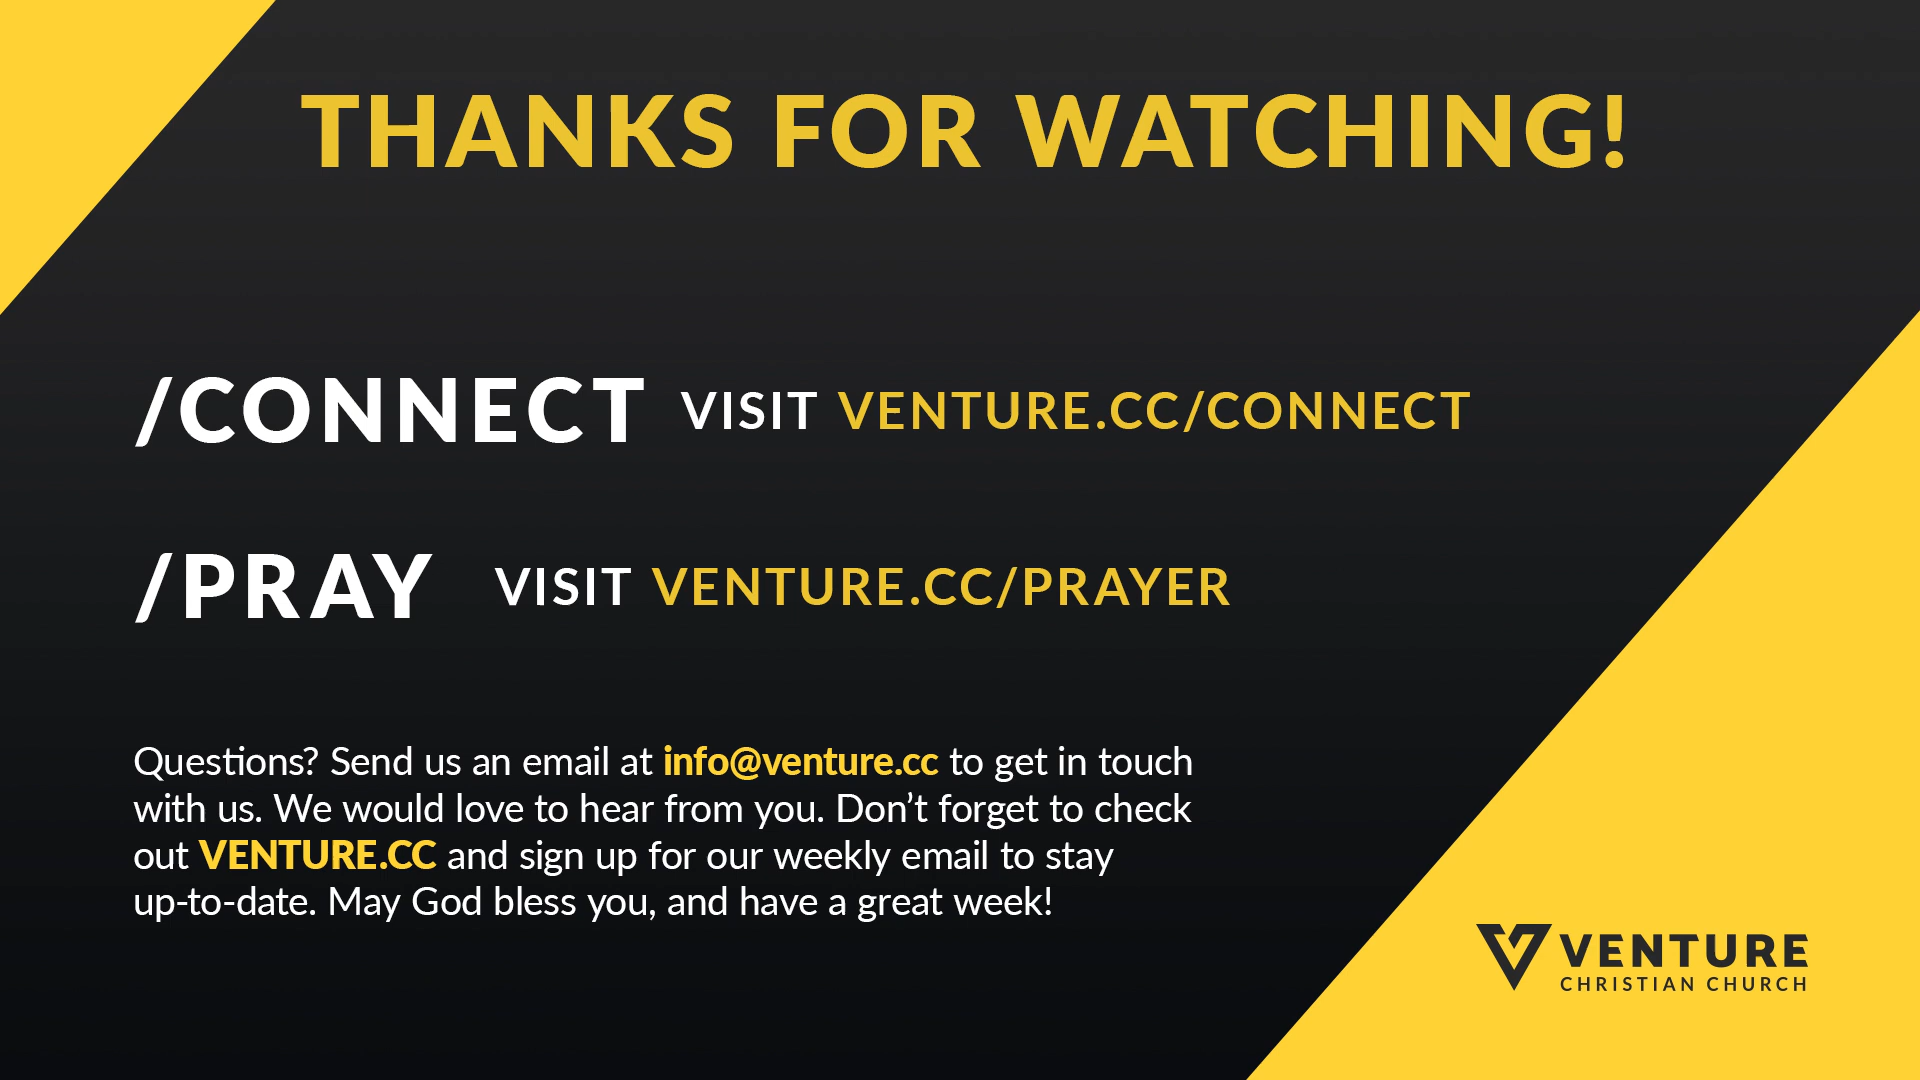 THANKS FOR WATCHING!
/CONNECT VISIT VENTURE.CC/CONNECT
/PRAY VISIT VENTURE.CC/PRAYER
Questions? Send us an email at info@venture.cc to get in touch
with us. We would love to hear from you. Don’t forget to check
out VENTURE.CC and sign up for our weekly email to stay
up-to-date. May God bless you, and have a great week!
VENTURE
CHRISTIAN CHURCH